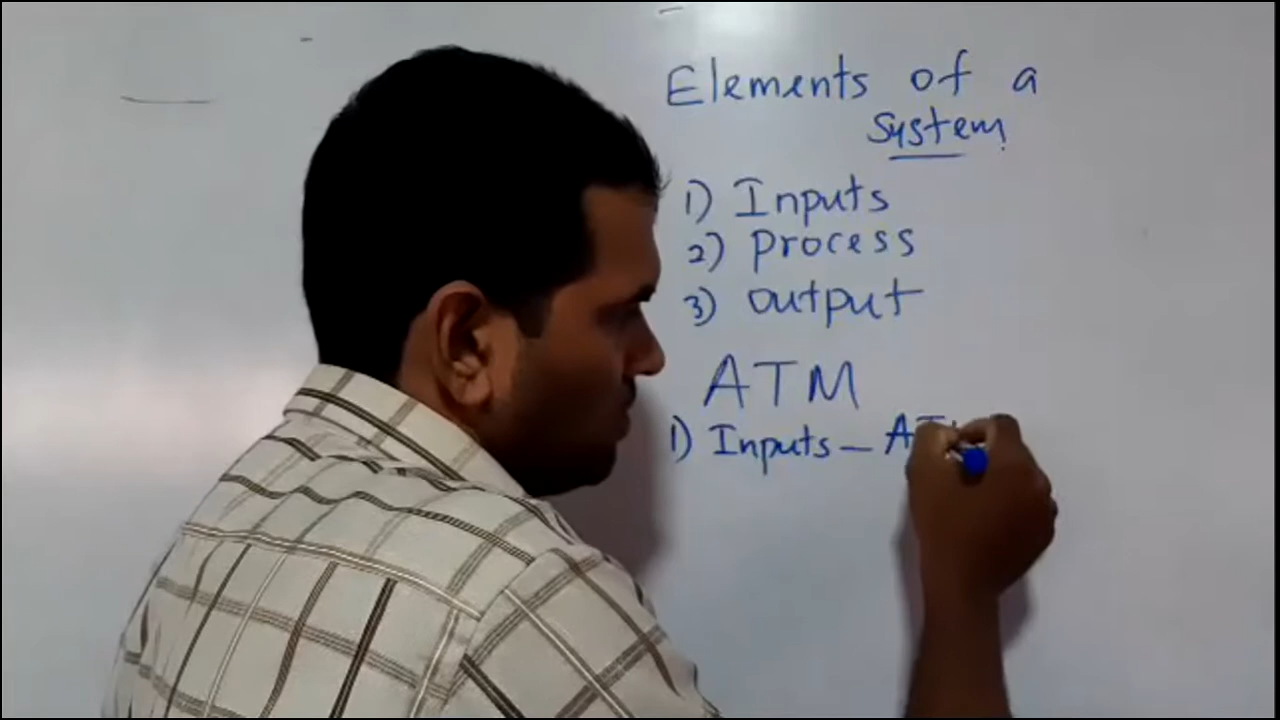 Elements of a
System
1) Inputs
2) Process
3) output
ATM
1) Inputs –